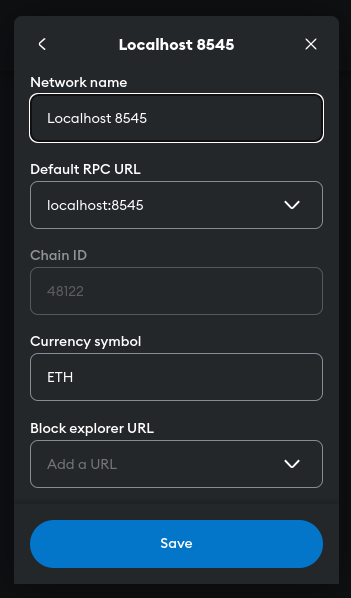 Localhost 8545
Network name
Localhost 8545
Default RPC URL
localhost:8545
Chain ID
48122
Currency symbol
ETH
Block explorer URL
Add a URL
Save